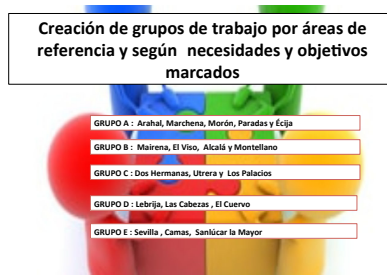 Creación de grupos de trabajo por áreas de
referencia y según necesidades y objetivos
marcados
GRUPO A : Arahal, Marchena, Morón, Paradas y Écija
GRUPO B : Mairena, El Viso, Alcalá y Montellano
GRUPO C : Dos Hermanas, Utrera y Los Palacios
GRUPO D : Lebrija, Las Cabezas , El Cuervo
GRUPO E : Sevilla , Camas, Sanlúcar la Mayor